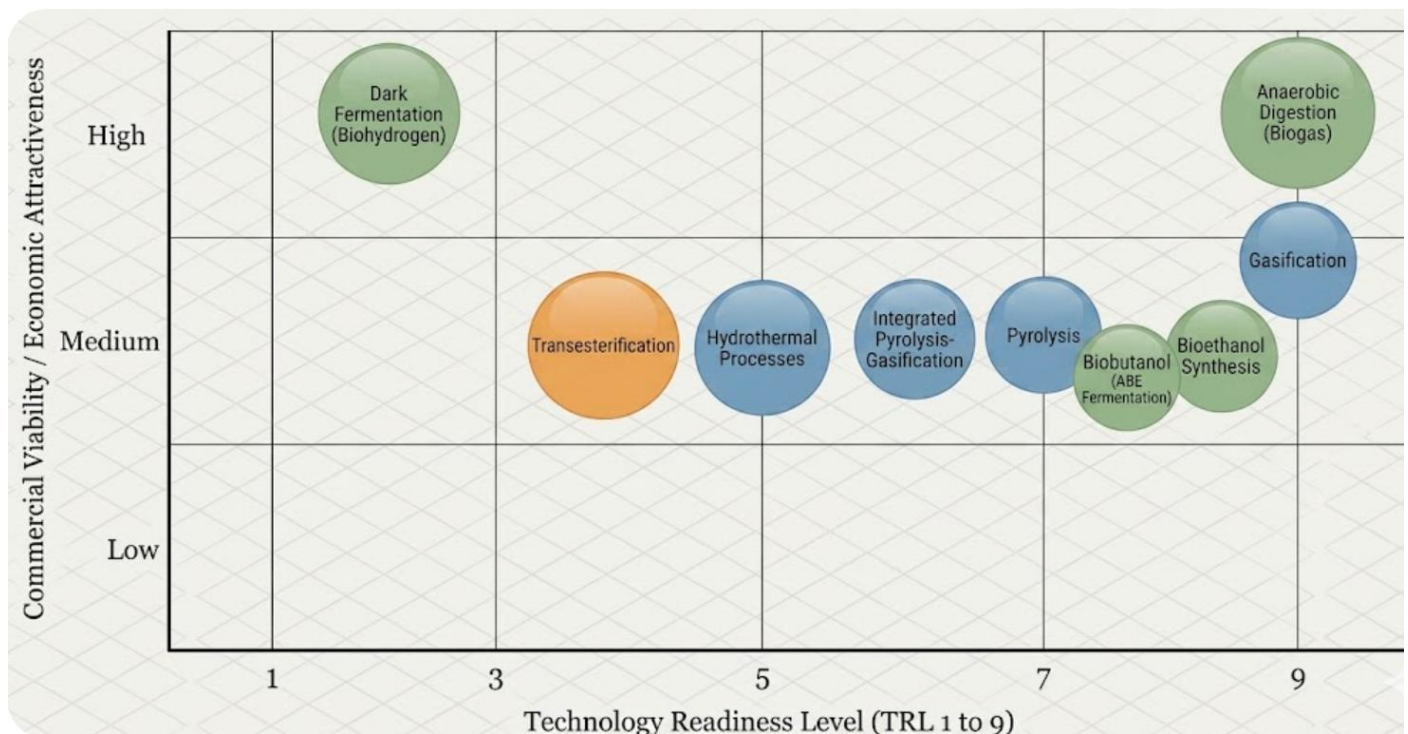 Commercial Viability / Economic Attractiveness
High
Medium
Low
Dark
Fermentation
(Biohydrogen)
Anaerobic
Digestion
(Biogas)
Gasification
Transesterification
Hydrothermal
Processes
Integrated
Pyrolysis-
Gasification
Pyrolysis
Biobutanol
(ABE
Fermentation)
Bioethanol
Synthesis
1
3
5
7
9
Technology Readiness Level (TRL 1 to 9)